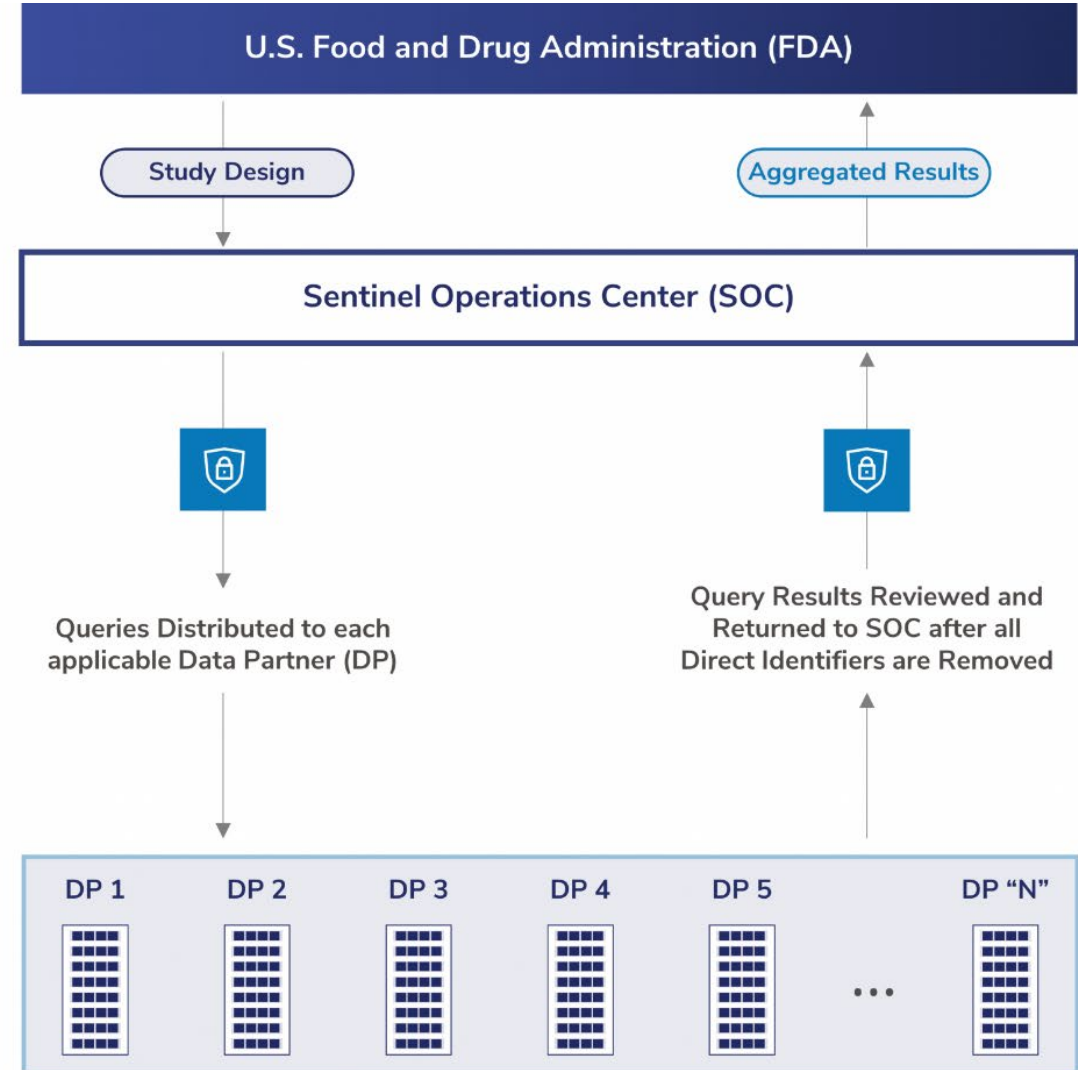 U.S. Food and Drug Administration (FDA)
Study Design
Aggregated Results
Sentinel Operations Center (SOC)
Queries Distributed to each
applicable Data Partner (DP)
Query Results Reviewed and
Returned to SOC after all
Direct Identifiers are Removed
DP 1
DP 2
DP 3
DP 4
DP 5
...
DP “N”